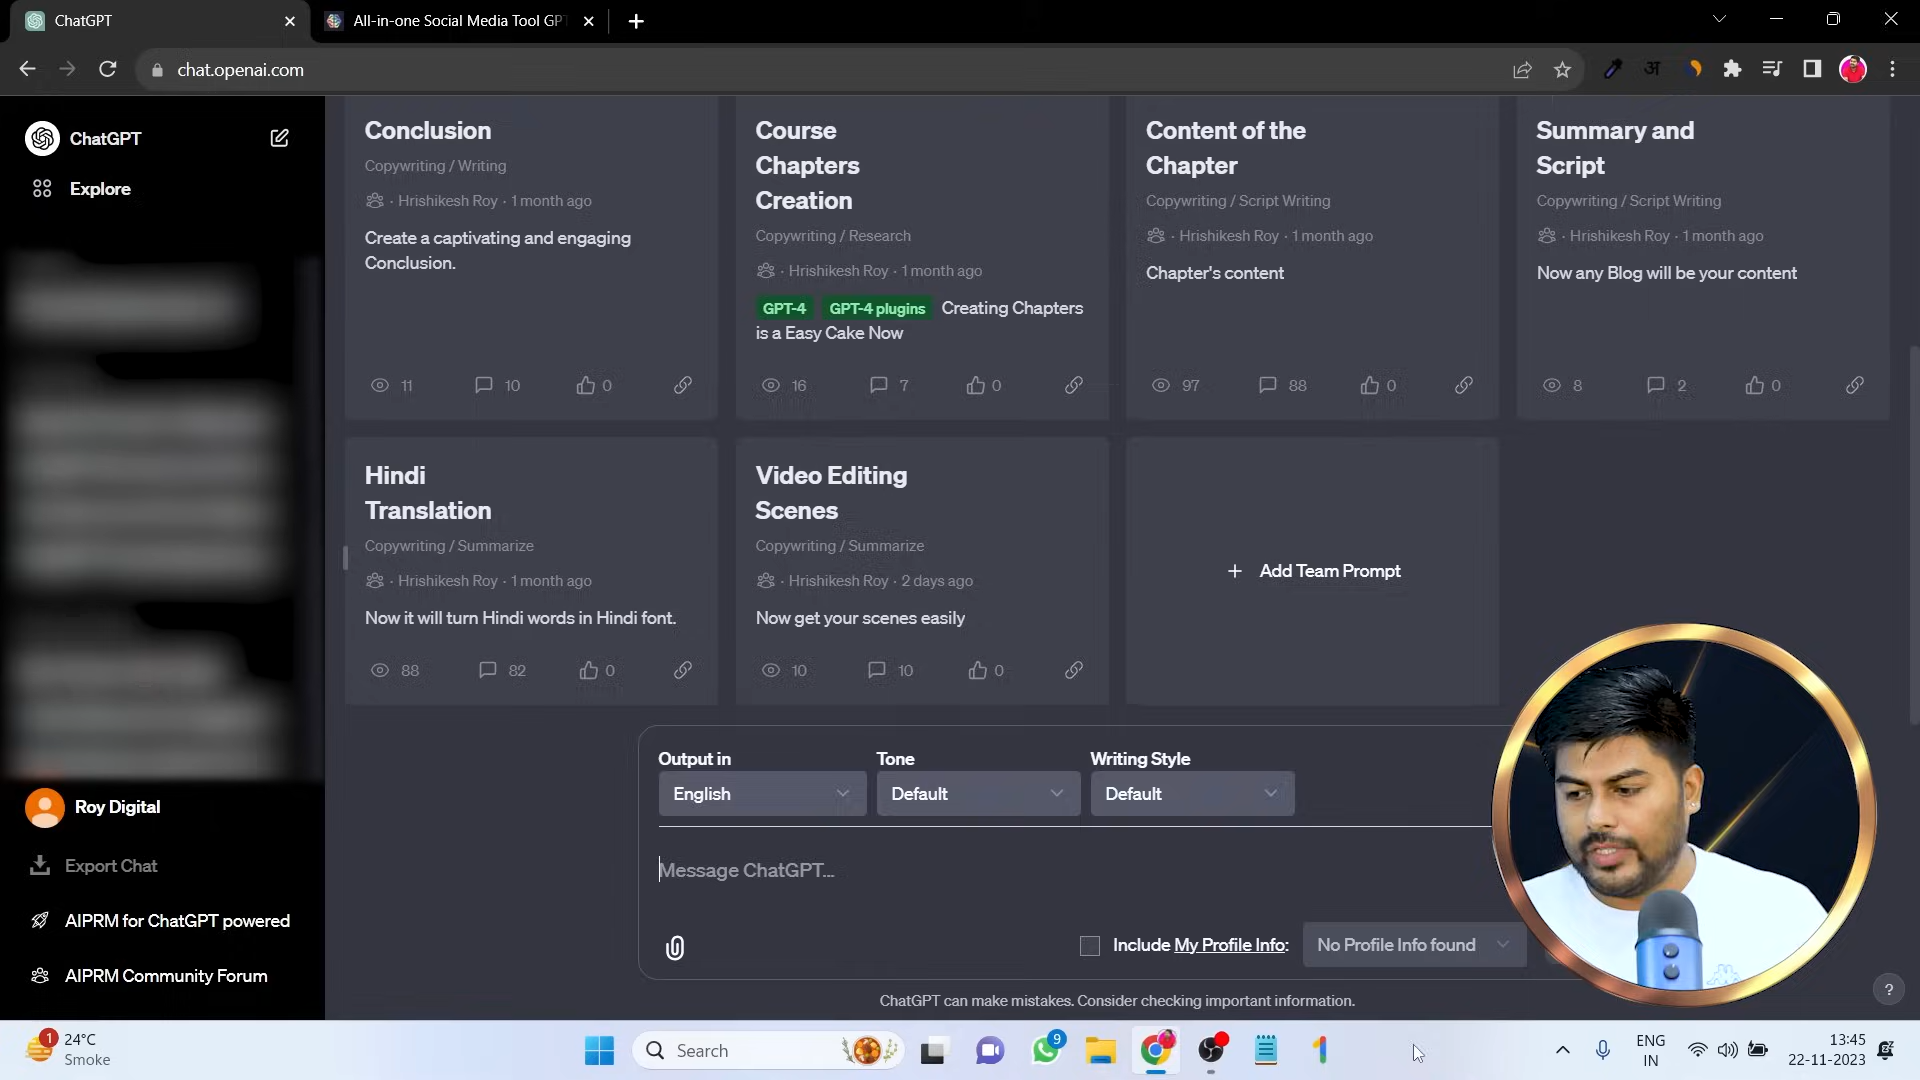 ChatGPT
All-in-one Social Media Tool GPT
chat.openai.com
अ
ChatGPT
Explore
Roy Digital
Export Chat
AIPRM for ChatGPT powered
AIPRM Community Forum
Conclusion
Copywriting / Writing
· Hrishikesh Roy · 1 month ago
Create a captivating and engaging
Conclusion.
11 10 0
Course
Chapters
Creation
Copywriting / Research
· Hrishikesh Roy · 1 month ago
GPT-4 GPT-4 plugins Creating Chapters
is a Easy Cake Now
16 7 0
Content of the
Chapter
Copywriting / Script Writing
· Hrishikesh Roy · 1 month ago
Chapter's content
97 88 0
Summary and
Script
Copywriting / Script Writing
· Hrishikesh Roy · 1 month ago
Now any Blog will be your content
8 2 0
Hindi
Translation
Copywriting / Summarize
· Hrishikesh Roy · 1 month ago
Now it will turn Hindi words in Hindi font.
88 82 0
Video Editing
Scenes
Copywriting / Summarize
· Hrishikesh Roy · 2 days ago
Now get your scenes easily
10 10 0
+ Add Team Prompt
Output in Tone Writing Style
English Default Default
Message ChatGPT...
Include My Profile Info: No Profile Info found
ChatGPT can make mistakes. Consider checking important information.
?
1 24°C
Smoke
Search
9
ENG
IN
13:45
22-11-2023